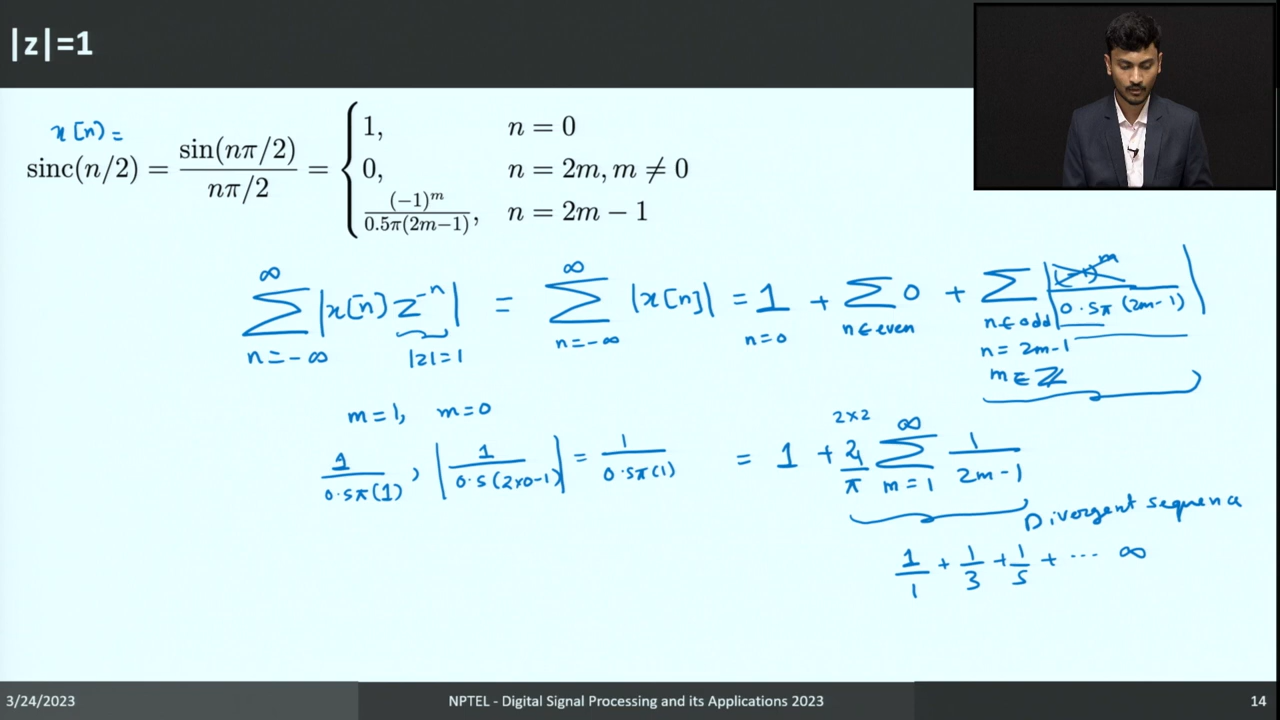 |z|=1
x[n] =
sinc(n/2) = sin(nπ/2) / nπ/2 = { 1, n = 0
0, n = 2m, m ≠ 0
(-1)^m / 0.5π(2m-1), n = 2m - 1
∞ ∑ n=-∞ |x[n] z^-n| |z|=1 = ∞ ∑ n=-∞ |x[n]| = 1 n=0 + ∑ n∈even 0 + ∑ n∈odd |(-1)^m / 0.5π(2m-1)|
n = 2m-1
m∈ℤ
m=1, m=0
1 / 0.5π(1) , |1 / 0.5(2×0-1)| = 1 / 0.5π(1)
2×2
= 1 + 4/π ∞ ∑ m=1 1 / 2m-1
Divergent sequenc
1/1 + 1/3 + 1/5 + ... ∞
3/24/2023 NPTEL - Digital Signal Processing and its Applications 2023 14